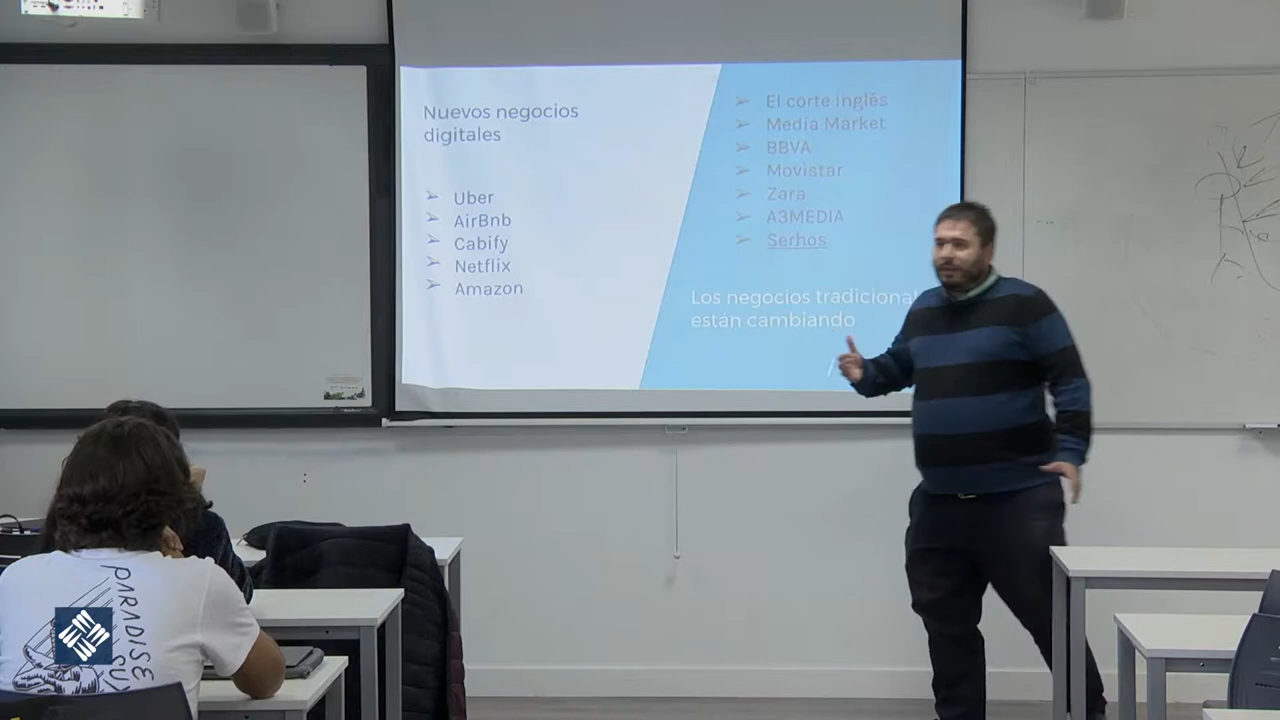 Nuevos negocios
digitales
Uber
AirBnb
Cabify
Netflix
Amazon
El corte inglés
Media Market
BBVA
Movistar
Zara
A3MEDIA
Serhos
Los negocios tradicional
están cambiando
PARADISE